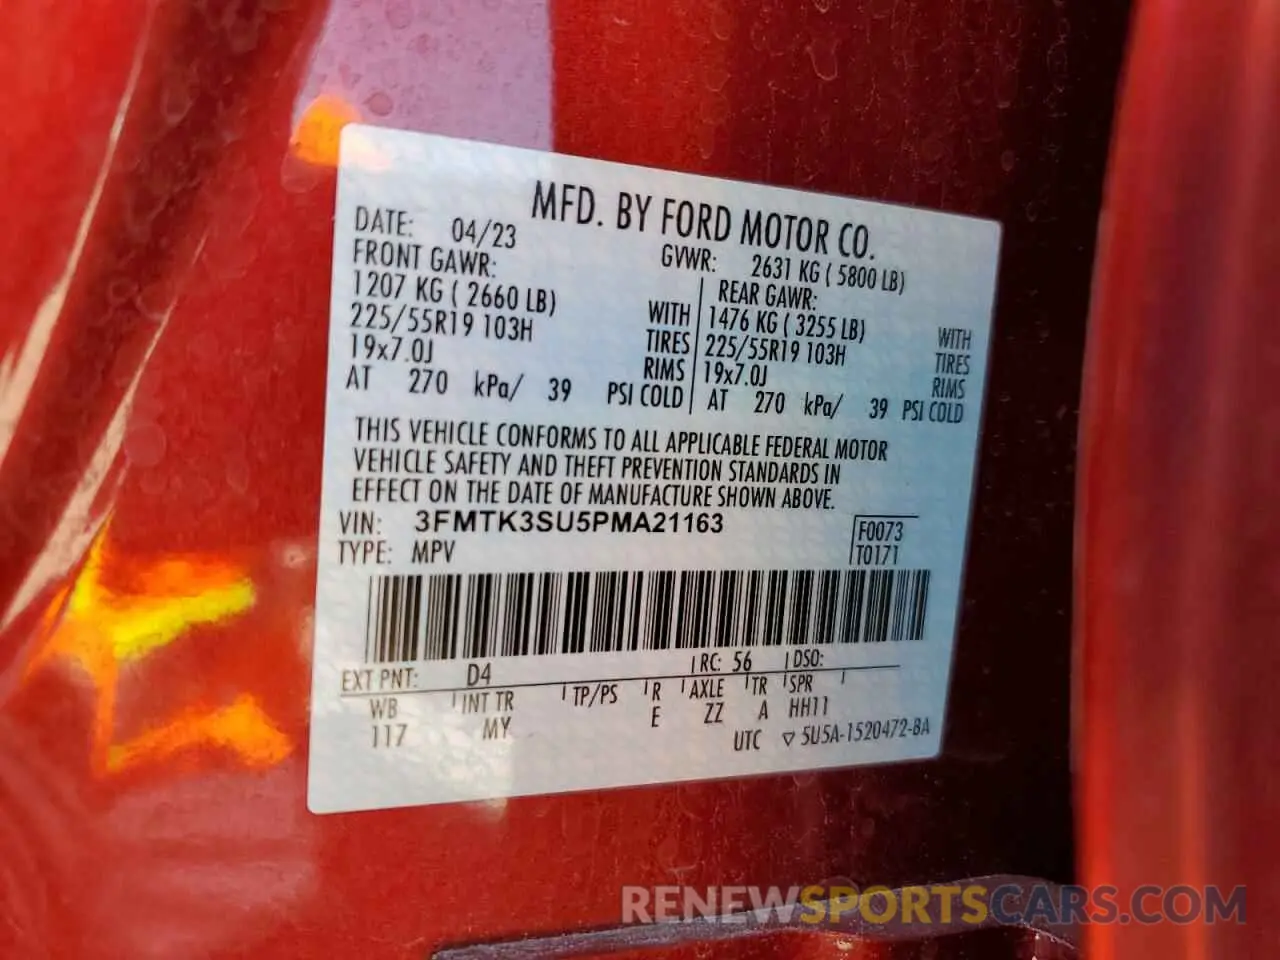 MFD. BY FORD MOTOR CO.
DATE: 04/23 GVWR: 2631 KG ( 5800 LB)
FRONT GAWR: REAR GAWR:
1207 KG ( 2660 LB) WITH 1476 KG ( 3255 LB) WITH
225/55R19 103H TIRES 225/55R19 103H TIRES
19x7.0J RIMS 19x7.0J RIMS
AT 270 kPa/ 39 PSI COLD AT 270 kPa/ 39 PSI COLD
THIS VEHICLE CONFORMS TO ALL APPLICABLE FEDERAL MOTOR
VEHICLE SAFETY AND THEFT PREVENTION STANDARDS IN
EFFECT ON THE DATE OF MANUFACTURE SHOWN ABOVE.
VIN: 3FMTK3SU5PMA21163 F0073
TYPE: MPV T0171
EXT PNT: D4 RC: 56 DSO:
WB INT TR TP/PS R AXLE TR SPR
117 MY E ZZ A HH11
UTC ▽ 5U5A-1520472-BA
RENEWSPORTSCARS.COM